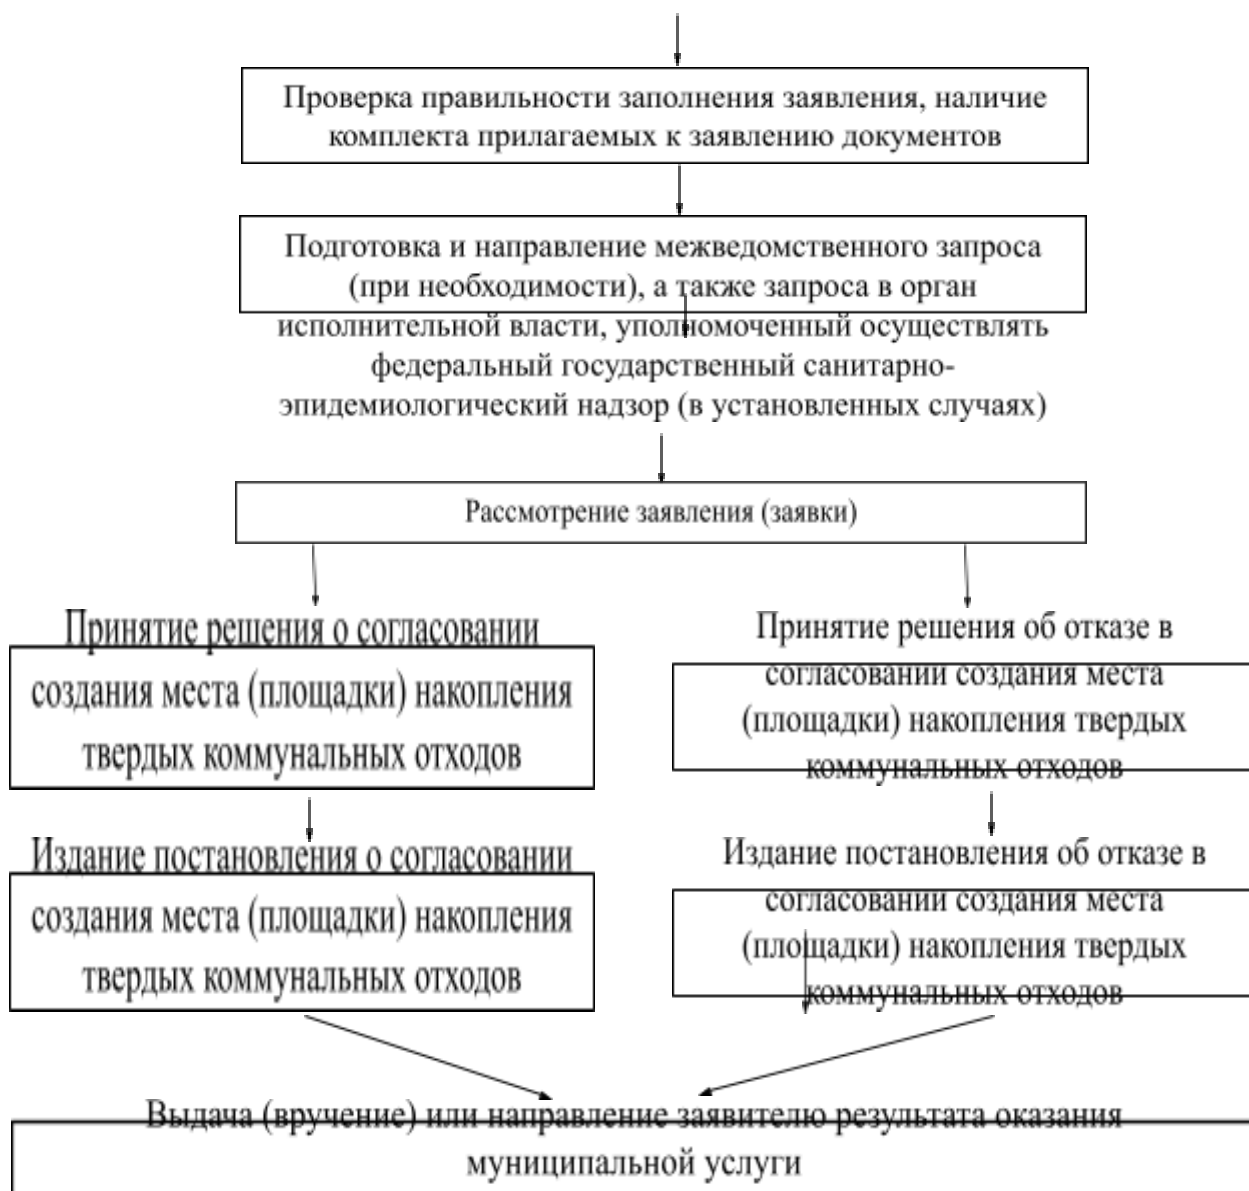 Проверка правильности заполнения заявления, наличие
комплекта прилагаемых к заявлению документов
Подготовка и направление межведомственного запроса
(при необходимости), а также запроса в орган
исполнительной власти, уполномоченный осуществлять
федеральный государственный санитарно-
эпидемиологический надзор (в установленных случаях)
Рассмотрение заявления (заявки)
Принятие решения о согласовании
создания места (площадки) накопления
твердых коммунальных отходов
Принятие решения об отказе в
согласовании создания места
(площадки) накопления твердых
коммунальных отходов
Издание постановления о согласовании
создания места (площадки) накопления
твердых коммунальных отходов
Издание постановления об отказе в
согласовании создания места
(площадки) накопления твердых
коммунальных отходов
Выдача (вручение) или направление заявителю результата оказания
муниципальной услуги